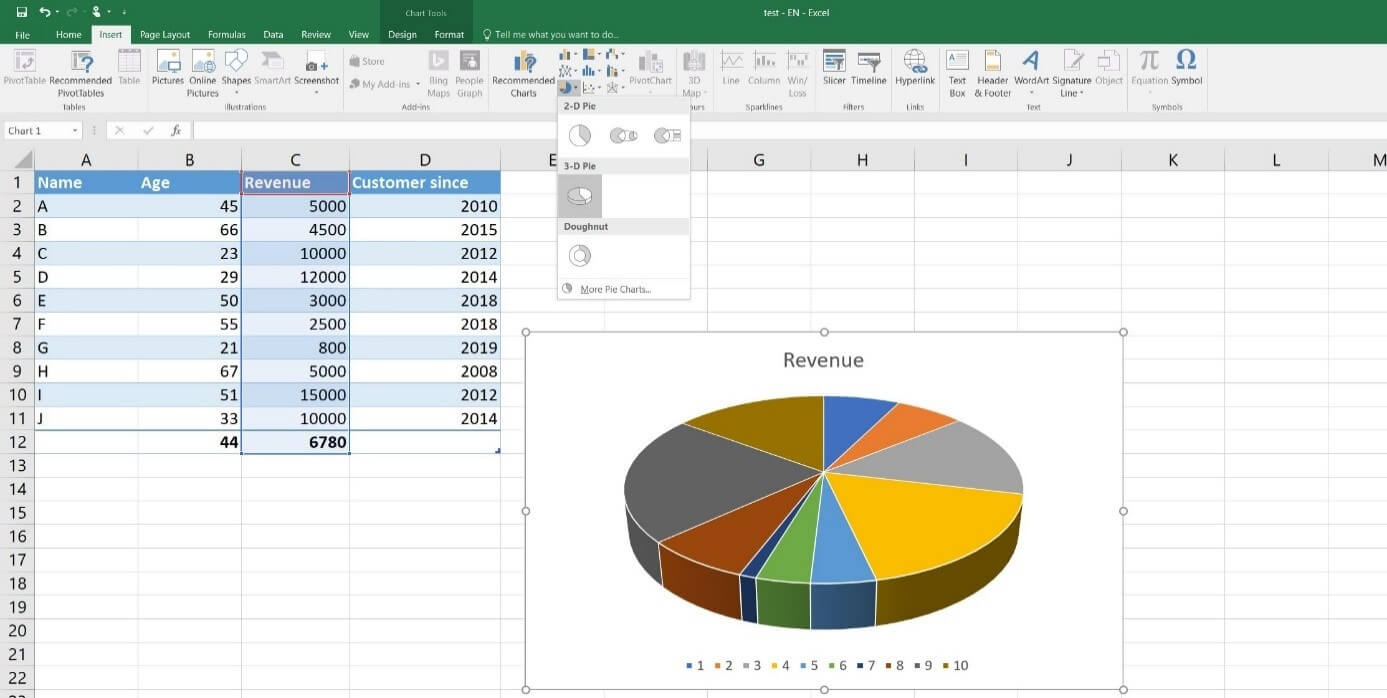 Chart Tools
test - EN - Excel
File Home Insert Page Layout Formulas Data Review View Design Format Tell me what you want to do...
PivotTable Recommended PivotTables Table
Pictures Online Pictures Shapes SmartArt Screenshot
Store
My Add-ins
Bing Maps People Graph
Recommended Charts
PivotChart
3D Map
Line Column Win/ Loss
Slicer Timeline
Hyperlink
Text Box Header & Footer WordArt Signature Line Object
Equation Symbol
Tables Illustrations Add-ins ours Sparklines Filters Links Text Symbols
2-D Pie
3-D Pie
Doughnut
More Pie Charts...
Chart 1 fx
A B C D E G H I J K L M
1 Name Age Revenue Customer since
2 A 45 5000 2010
3 B 66 4500 2015
4 C 23 10000 2012
5 D 29 12000 2014
6 E 50 3000 2018
7 F 55 2500 2018
8 G 21 800 2019
9 H 67 5000 2008
10 I 51 15000 2012
11 J 33 10000 2014
12 44 6780
13
14
15
16
17
18
19
20
21
22
Revenue
1 2 3 4 5 6 7 8 9 10